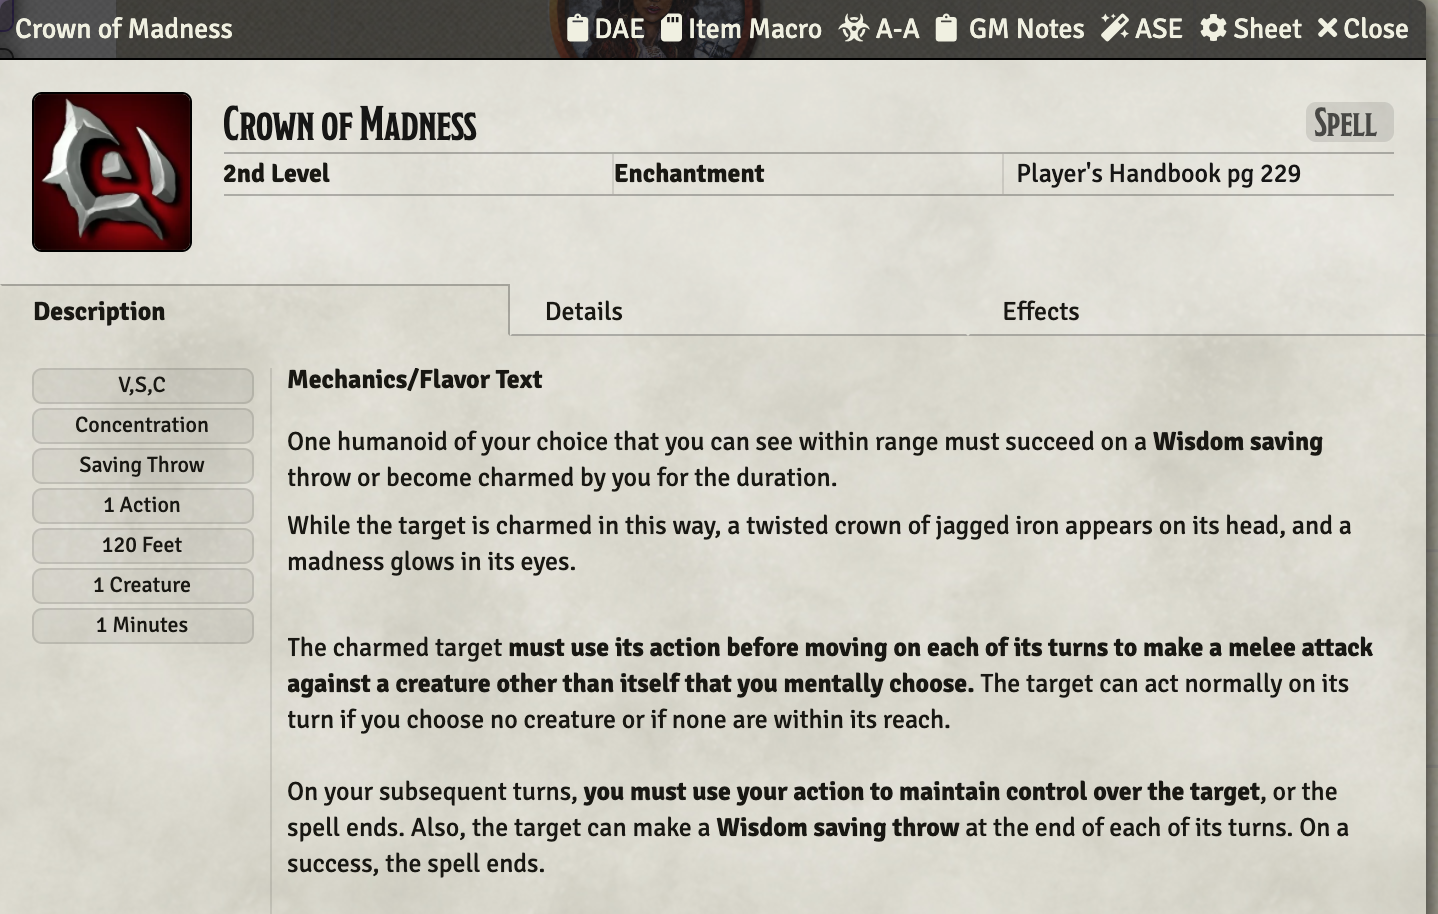 Crown of Madness DAE Item Macro A-A GM Notes ASE Sheet Close
Crown of Madness
Spell
2nd Level Enchantment Player's Handbook pg 229
Description Details Effects
V,S,C
Concentration
Saving Throw
1 Action
120 Feet
1 Creature
1 Minutes
Mechanics/Flavor Text
One humanoid of your choice that you can see within range must succeed on a Wisdom saving
throw or become charmed by you for the duration.
While the target is charmed in this way, a twisted crown of jagged iron appears on its head, and a
madness glows in its eyes.
The charmed target must use its action before moving on each of its turns to make a melee attack
against a creature other than itself that you mentally choose. The target can act normally on its
turn if you choose no creature or if none are within its reach.
On your subsequent turns, you must use your action to maintain control over the target, or the
spell ends. Also, the target can make a Wisdom saving throw at the end of each of its turns. On a
success, the spell ends.